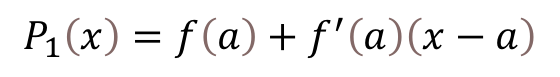 P₁(x) = f(a) + f′(a)(x − a)